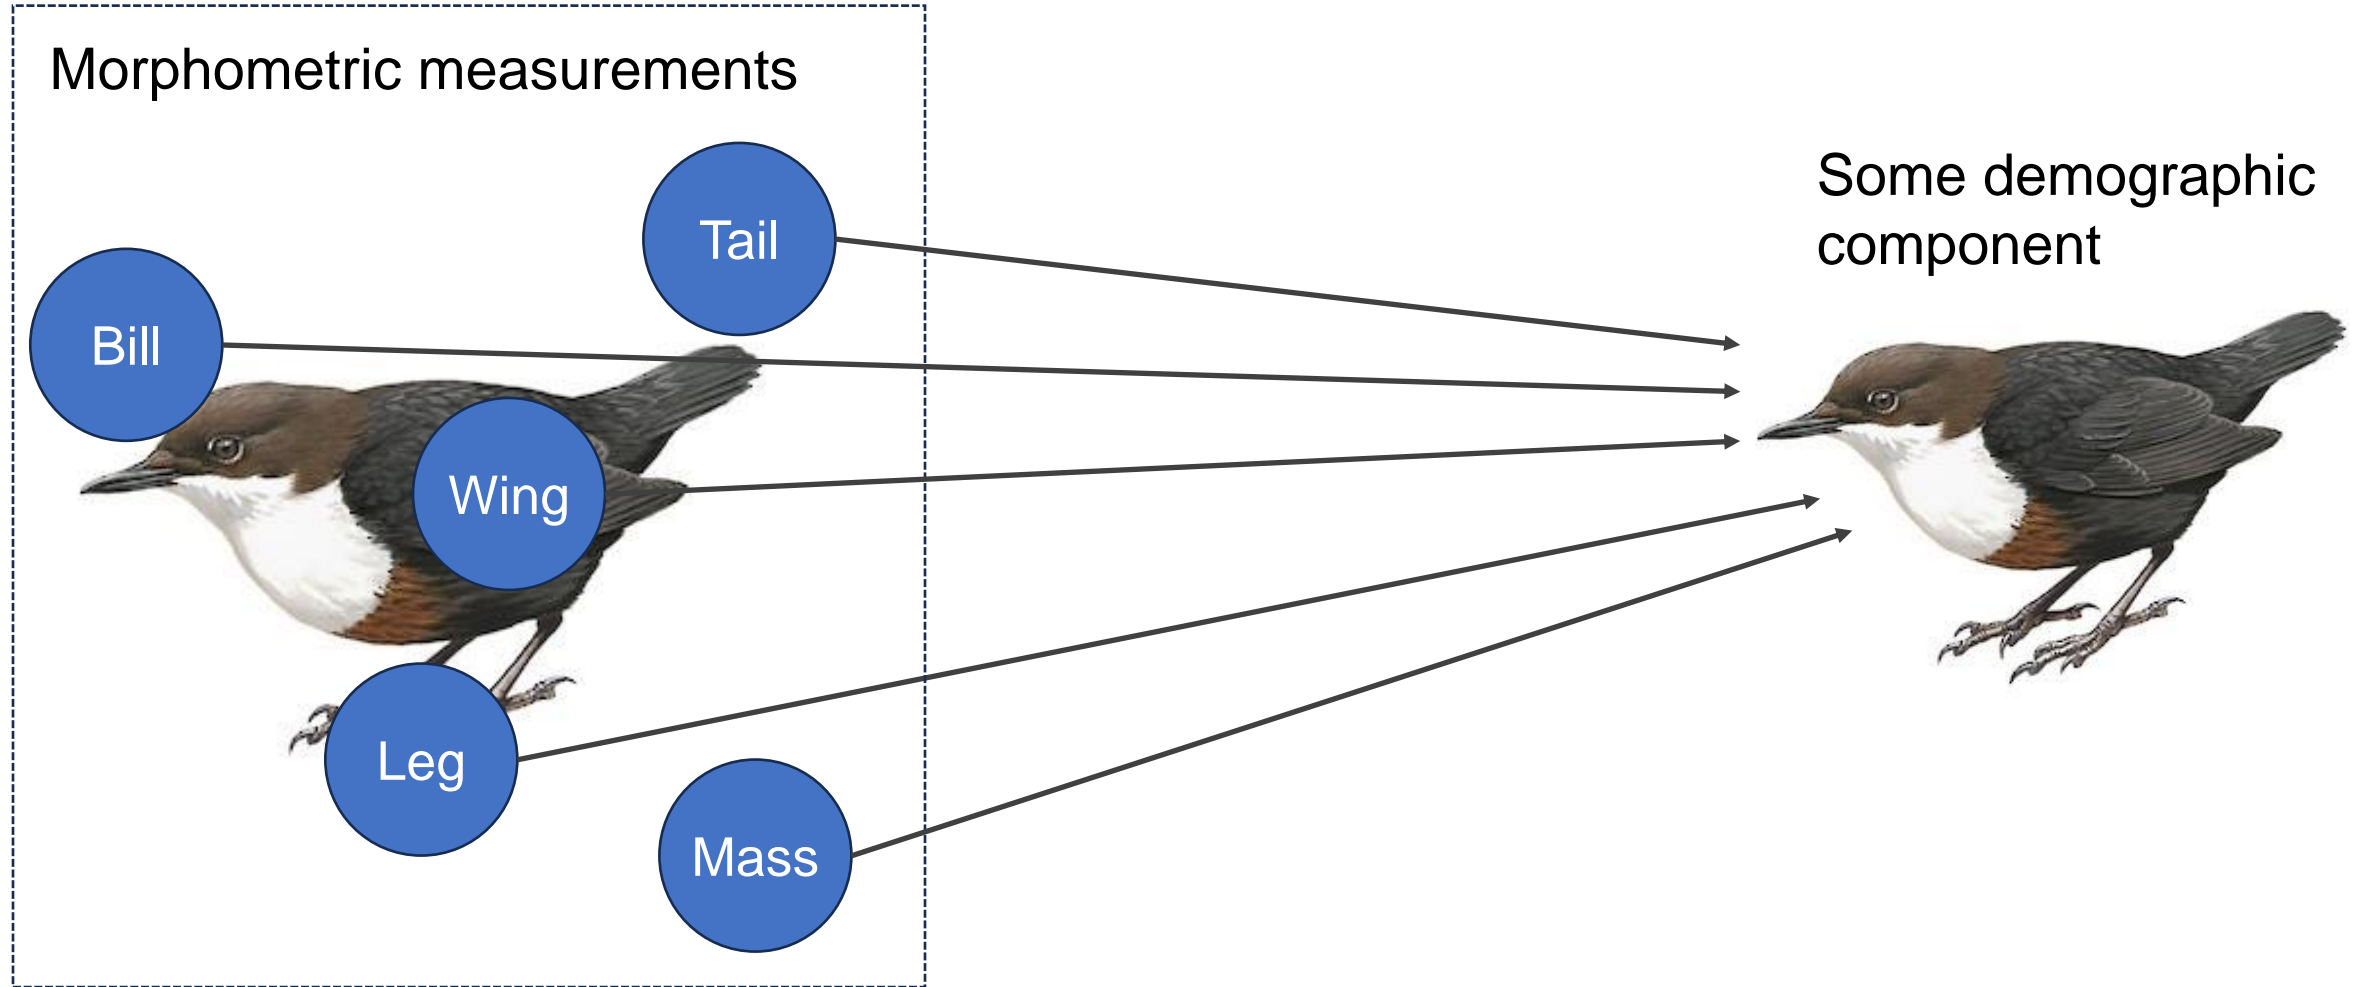 Morphometric measurements
Tail
Some demographic
component
Bill
Wing
Leg
Mass